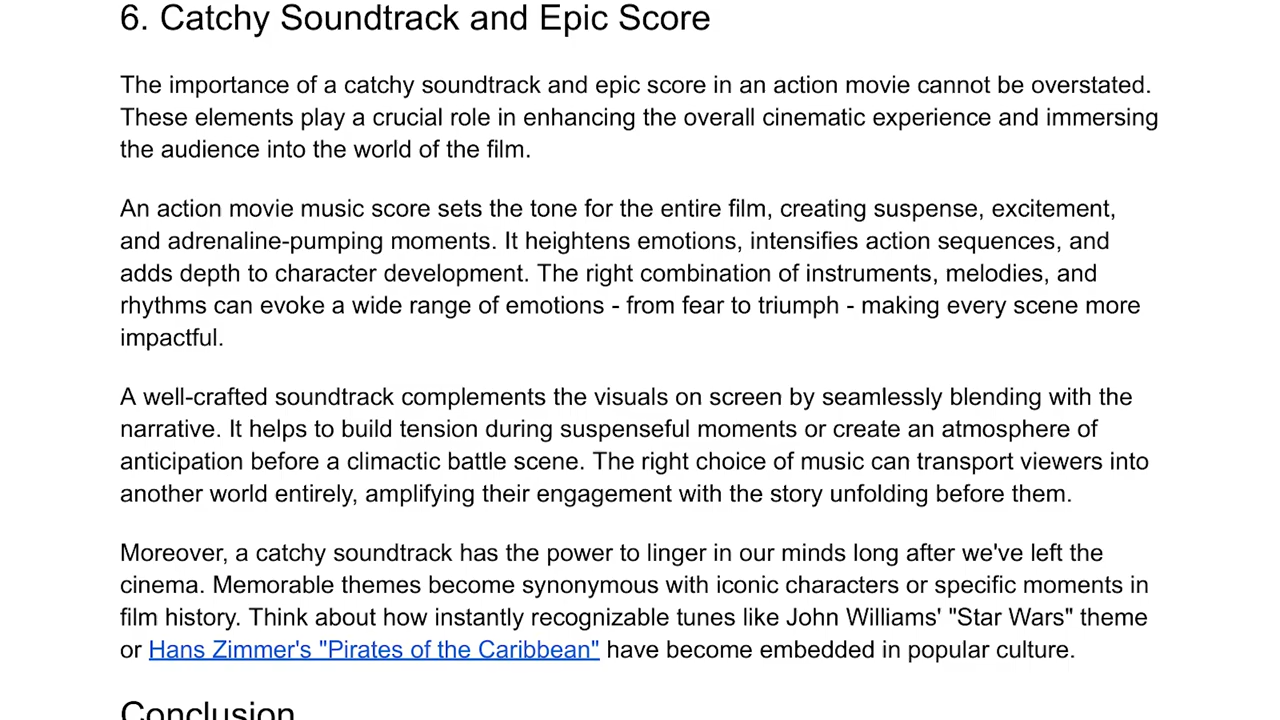 6. Catchy Soundtrack and Epic Score
The importance of a catchy soundtrack and epic score in an action movie cannot be overstated.
These elements play a crucial role in enhancing the overall cinematic experience and immersing
the audience into the world of the film.
An action movie music score sets the tone for the entire film, creating suspense, excitement,
and adrenaline-pumping moments. It heightens emotions, intensifies action sequences, and
adds depth to character development. The right combination of instruments, melodies, and
rhythms can evoke a wide range of emotions - from fear to triumph - making every scene more
impactful.
A well-crafted soundtrack complements the visuals on screen by seamlessly blending with the
narrative. It helps to build tension during suspenseful moments or create an atmosphere of
anticipation before a climactic battle scene. The right choice of music can transport viewers into
another world entirely, amplifying their engagement with the story unfolding before them.
Moreover, a catchy soundtrack has the power to linger in our minds long after we've left the
cinema. Memorable themes become synonymous with iconic characters or specific moments in
film history. Think about how instantly recognizable tunes like John Williams' "Star Wars" theme
or Hans Zimmer's "Pirates of the Caribbean" have become embedded in popular culture.
Conclusion